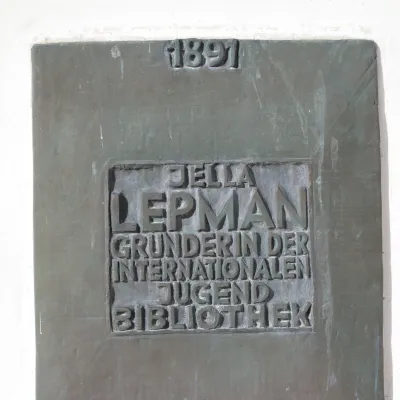 1891
JELLA
LEPMAN
GRÜNDERIN DER
INTERNATIONALEN
JUGEND
BIBLIOTHEK